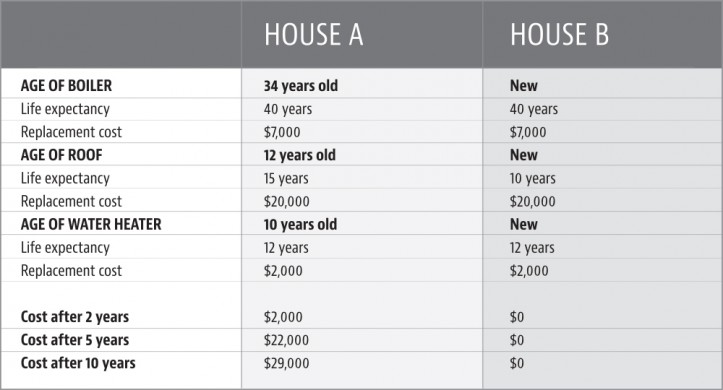 HOUSE A HOUSE B
AGE OF BOILER 34 years old New
Life expectancy 40 years 40 years
Replacement cost $7,000 $7,000
AGE OF ROOF 12 years old New
Life expectancy 15 years 10 years
Replacement cost $20,000 $20,000
AGE OF WATER HEATER 10 years old New
Life expectancy 12 years 12 years
Replacement cost $2,000 $2,000
Cost after 2 years $2,000 $0
Cost after 5 years $22,000 $0
Cost after 10 years $29,000 $0